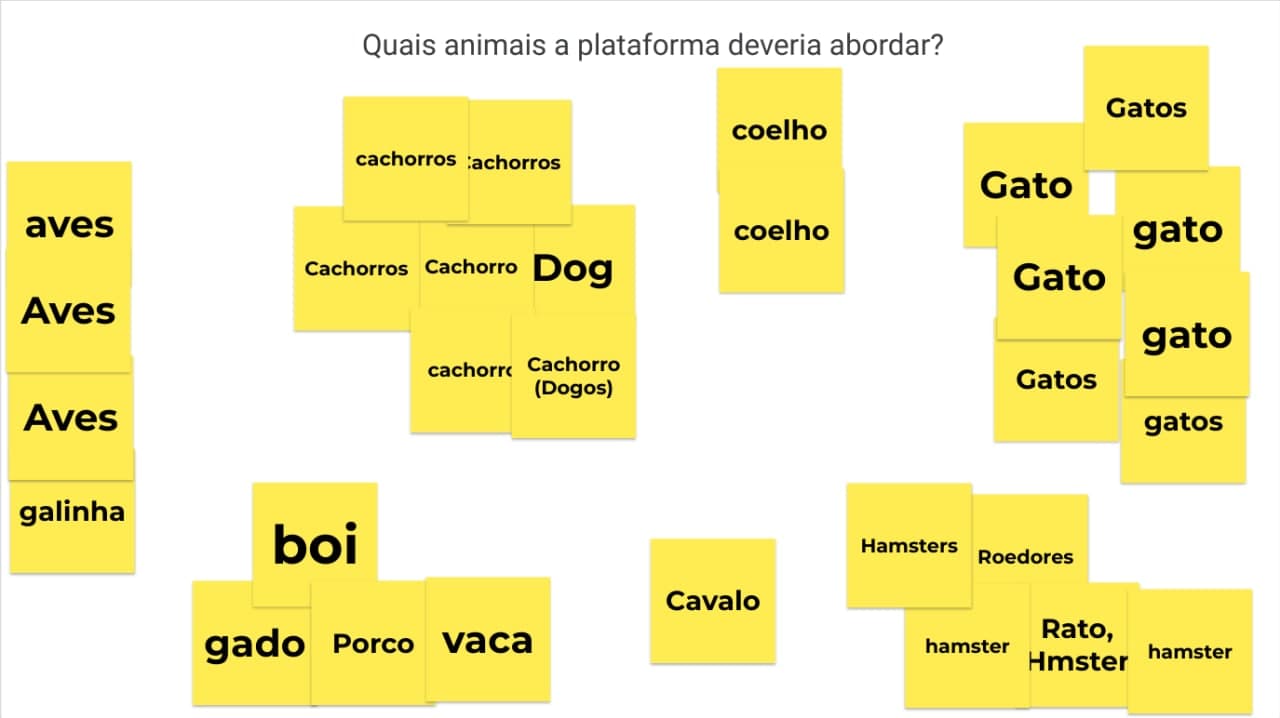 Quais animais a plataforma deveria abordar?
aves
Aves
Aves
galinha
cachorros
cachorros
Cachorros
Cachorro
Dog
cachorro
Cachorro
(Dogos)
coelho
coelho
Gatos
Gato
gato
Gato
gato
Gatos
gatos
boi
gado
Porco
vaca
Cavalo
Hamsters
Roedores
hamster
Rato,
Hmster
hamster